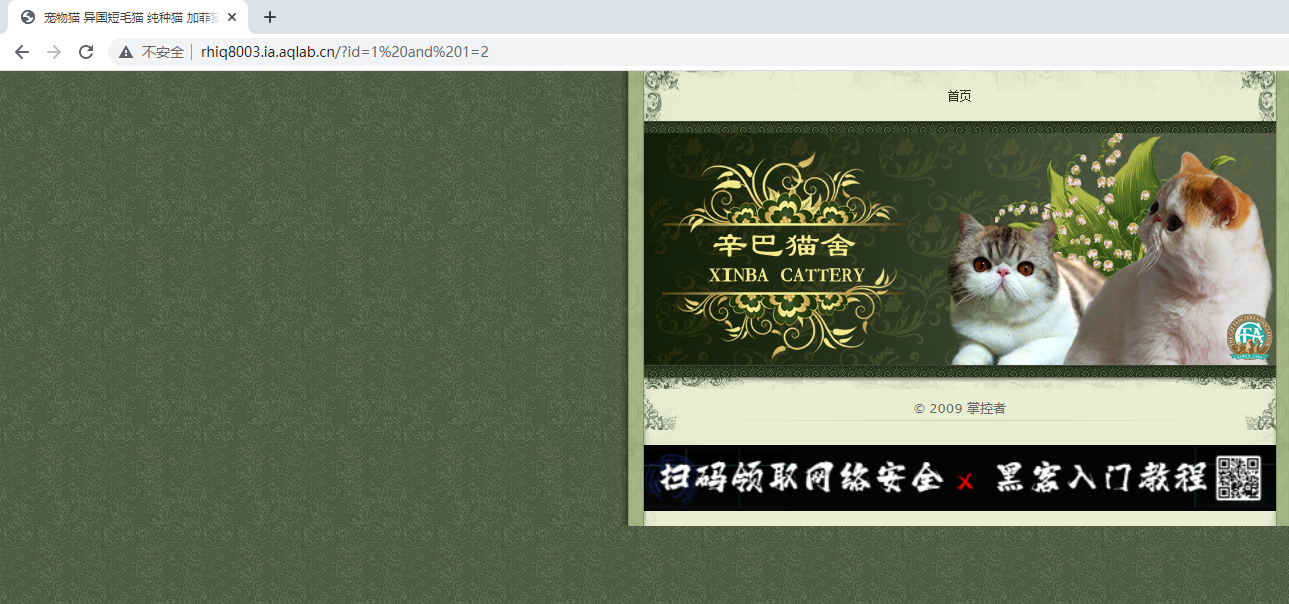 宠物猫 异国短毛猫 纯种猫 加菲猫
不安全 rhiq8003.ia.aqlab.cn/?id=1%20and%201=2
首页
辛巴猫舍
XINBA CATTERY
© 2009 掌控者
扫码领取网络安全 x 黑客入门教程